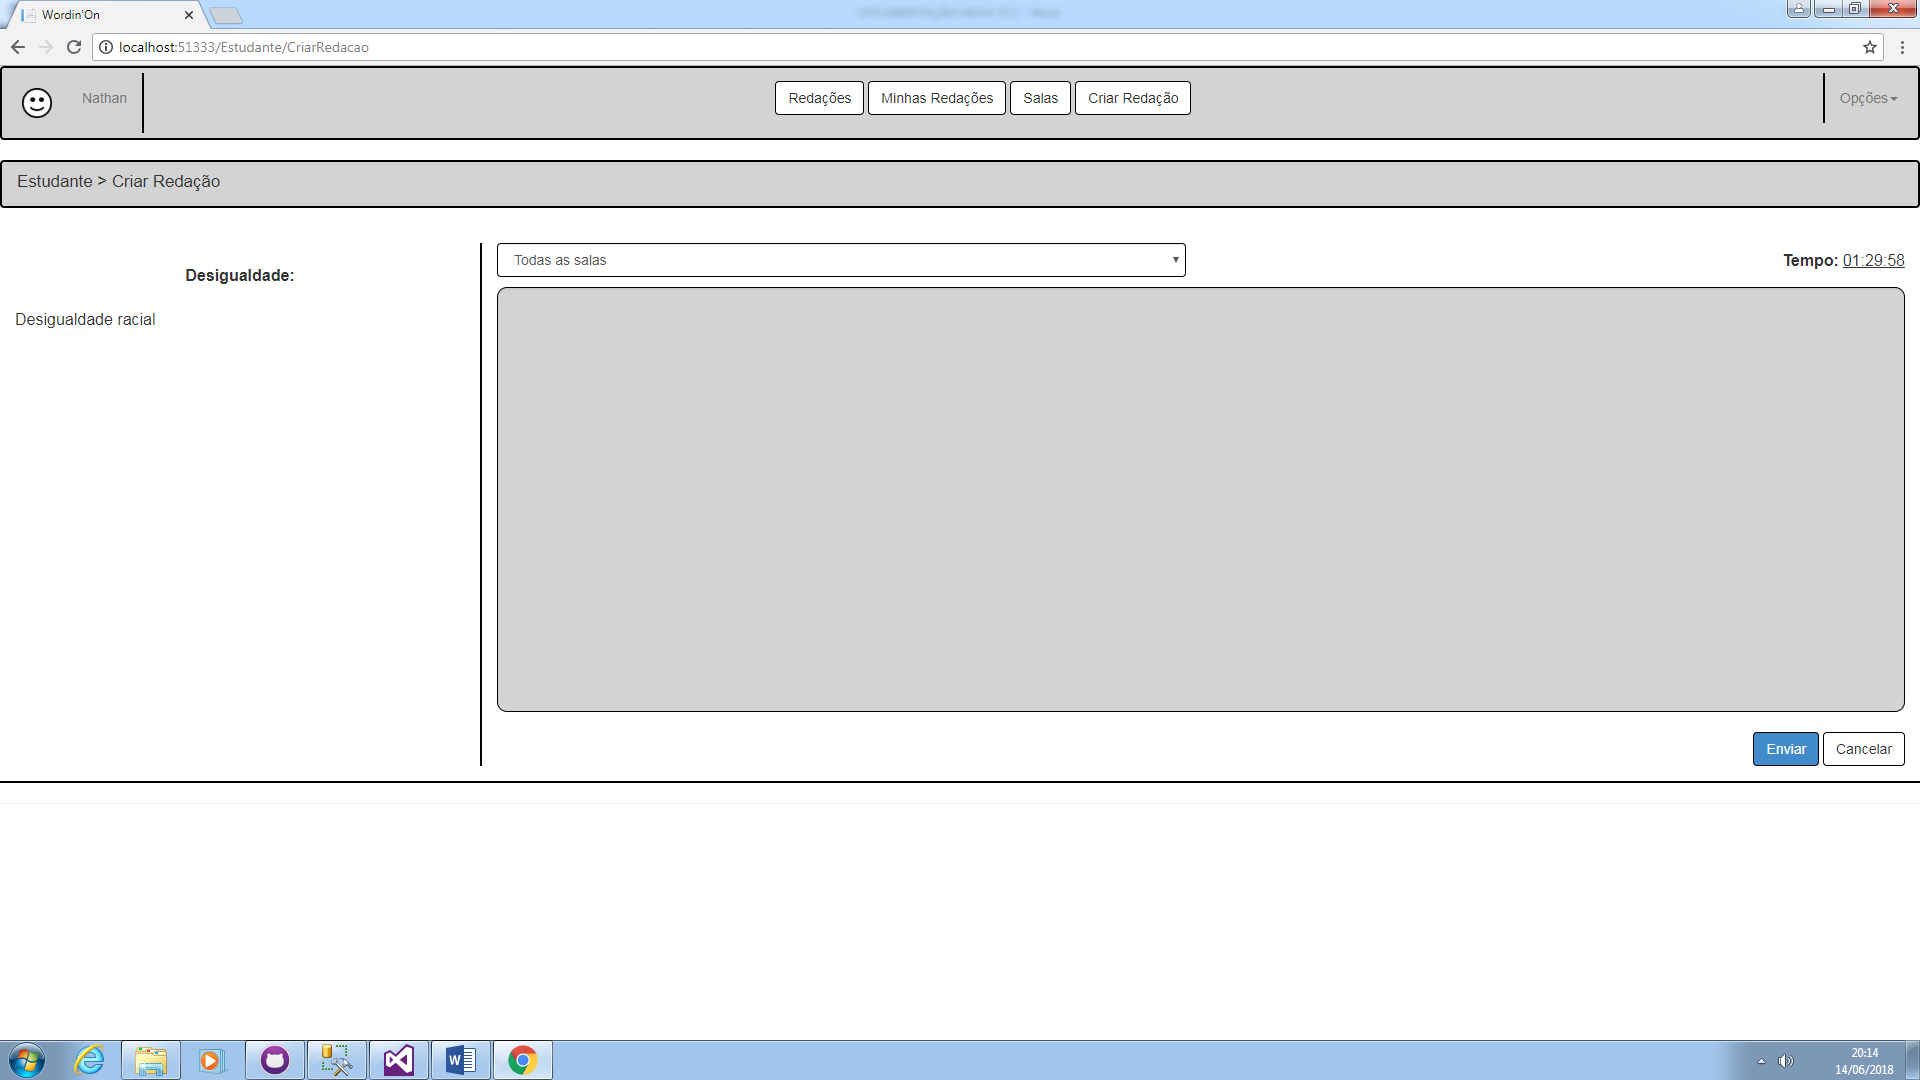 Wordin'On
localhost:51333/Estudante/CriarRedacao
Nathan
Redações
Minhas Redações
Salas
Criar Redação
Opções
Estudante > Criar Redação
Desigualdade:
Desigualdade racial
Todas as salas
Tempo: 01:29:58
Enviar
Cancelar
20:14
14/06/2018